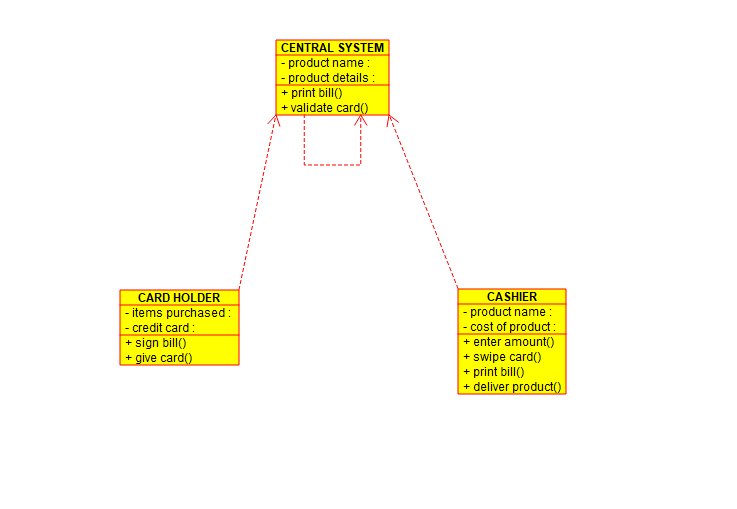 CENTRAL SYSTEM
- product name :
- product details :
+ print bill()
+ validate card()
CARD HOLDER
- items purchased :
- credit card :
+ sign bill()
+ give card()
CASHIER
- product name :
- cost of product :
+ enter amount()
+ swipe card()
+ print bill()
+ deliver product()